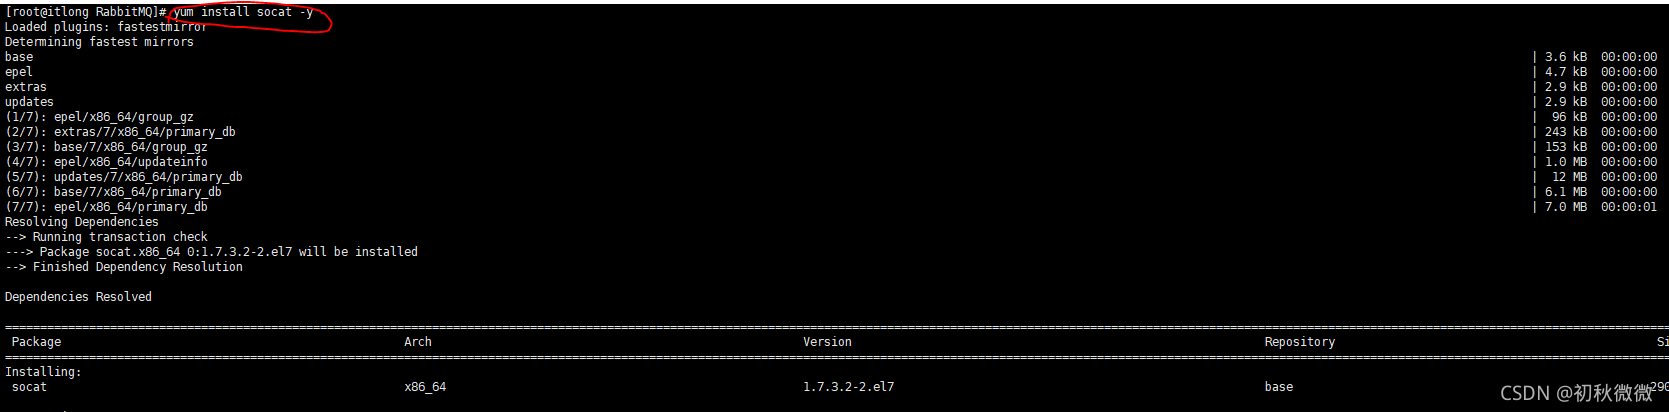 [root@itlong RabbitMQ]# yum install socat -y
Loaded plugins: fastestmirror
Determining fastest mirrors
base | 3.6 kB 00:00:00
epel | 4.7 kB 00:00:00
extras | 2.9 kB 00:00:00
updates | 2.9 kB 00:00:00
(1/7): epel/x86_64/group_gz | 96 kB 00:00:00
(2/7): extras/7/x86_64/primary_db | 243 kB 00:00:00
(3/7): base/7/x86_64/group_gz | 153 kB 00:00:00
(4/7): epel/x86_64/updateinfo | 1.0 MB 00:00:00
(5/7): updates/7/x86_64/primary_db | 12 MB 00:00:00
(6/7): base/7/x86_64/primary_db | 6.1 MB 00:00:00
(7/7): epel/x86_64/primary_db | 7.0 MB 00:00:01
Resolving Dependencies
--> Running transaction check
---> Package socat.x86_64 0:1.7.3.2-2.el7 will be installed
--> Finished Dependency Resolution
Dependencies Resolved
Package Arch Version Repository Si
Installing:
socat x86_64 1.7.3.2-2.el7 base 290
CSDN @初秋微微